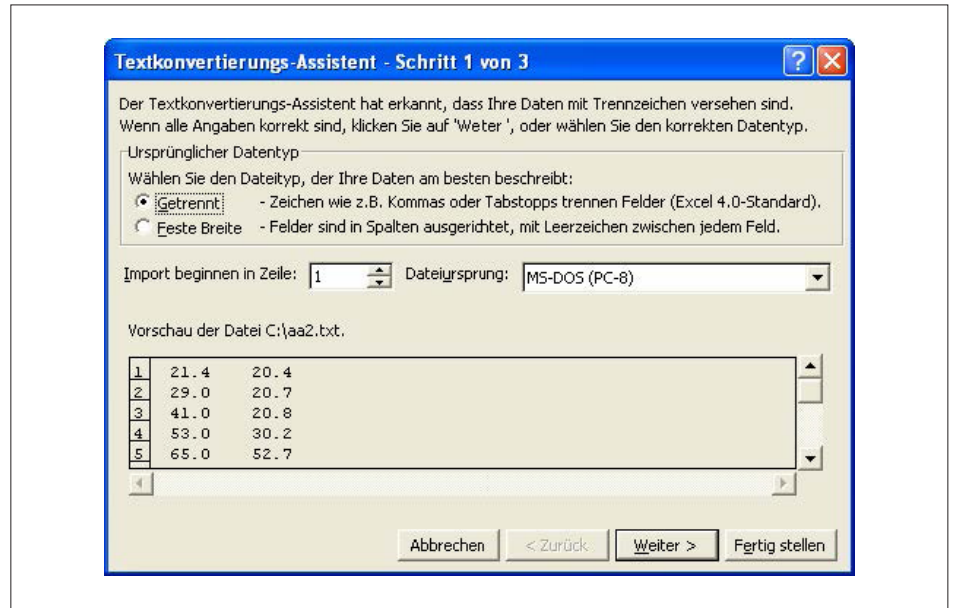 Textkonvertierungs-Assistent - Schritt 1 von 3
Der Textkonvertierungs-Assistent hat erkannt, dass Ihre Daten mit Trennzeichen versehen sind.
Wenn alle Angaben korrekt sind, klicken Sie auf 'Weter ', oder wählen Sie den korrekten Datentyp.
Ursprünglicher Datentyp
Wählen Sie den Dateityp, der Ihre Daten am besten beschreibt:
Getrennt - Zeichen wie z.B. Kommas oder Tabstopps trennen Felder (Excel 4.0-Standard).
Feste Breite - Felder sind in Spalten ausgerichtet, mit Leerzeichen zwischen jedem Feld.
Import beginnen in Zeile: 1 Dateiursprung: MS-DOS (PC-8)
Vorschau der Datei C:\aa2.txt.
1 21.4 20.4
2 29.0 20.7
3 41.0 20.8
4 53.0 30.2
5 65.0 52.7
Abbrechen < Zurück Weiter > Fertig stellen